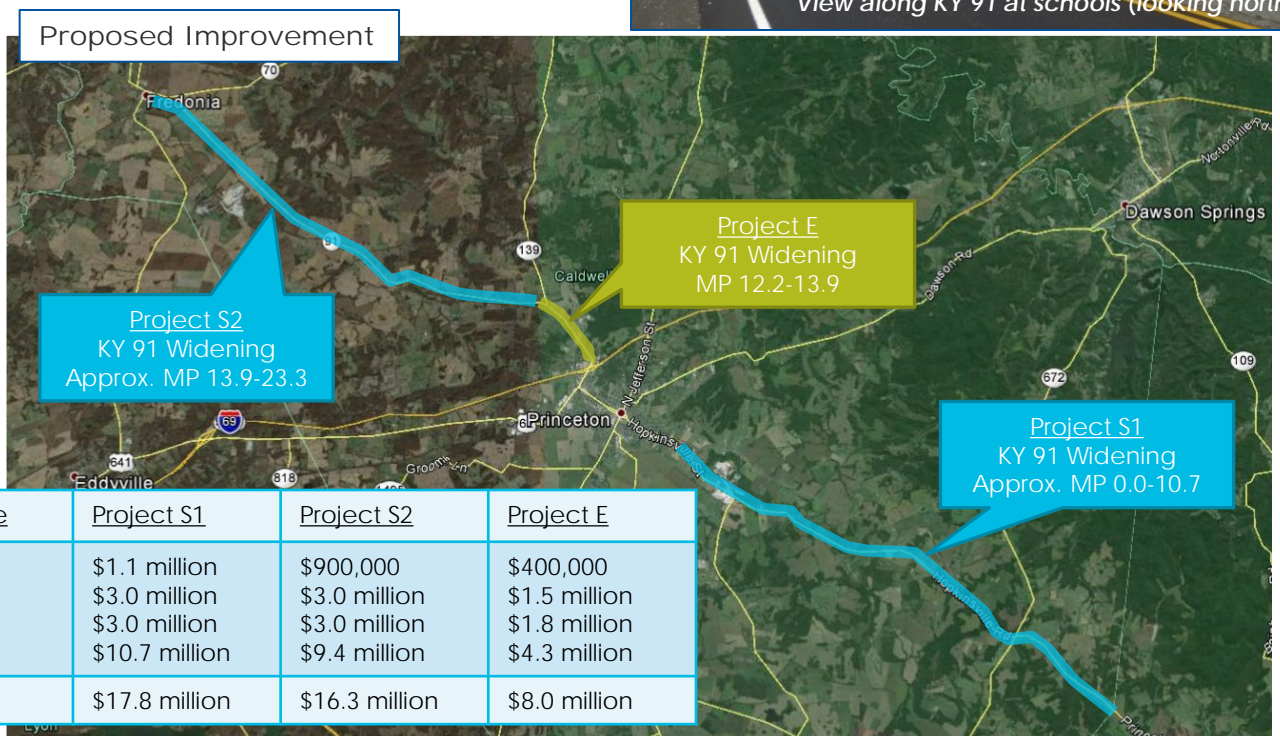 View along KY 91 at schools (looking
Proposed Improvement
70
Fredonia
91
139
Caldwell
Project E
KY 91 Widening
MP 12.2-13.9
Nortonville Rd
Dawson Springs
Dawson Rd
N Jefferson St
Project S2
KY 91 Widening
Approx. MP 13.9-23.3
109
672
69
Princeton
Hopkinsville St
641
Eddyville
818
Groome Ln
Project S1
KY 91 Widening
Approx. MP 0.0-10.7
Hopkinsville Rd
Project S1 Project S2 Project E
$1.1 million $900,000 $400,000
$3.0 million $3.0 million $1.5 million
$3.0 million $3.0 million $1.8 million
$10.7 million $9.4 million $4.3 million
$17.8 million $16.3 million $8.0 million
Lyon